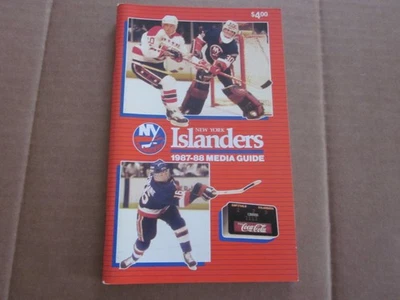 $4.00
NY
NEW YORK
Islanders
1987-88 MEDIA GUIDE
Coca-Cola